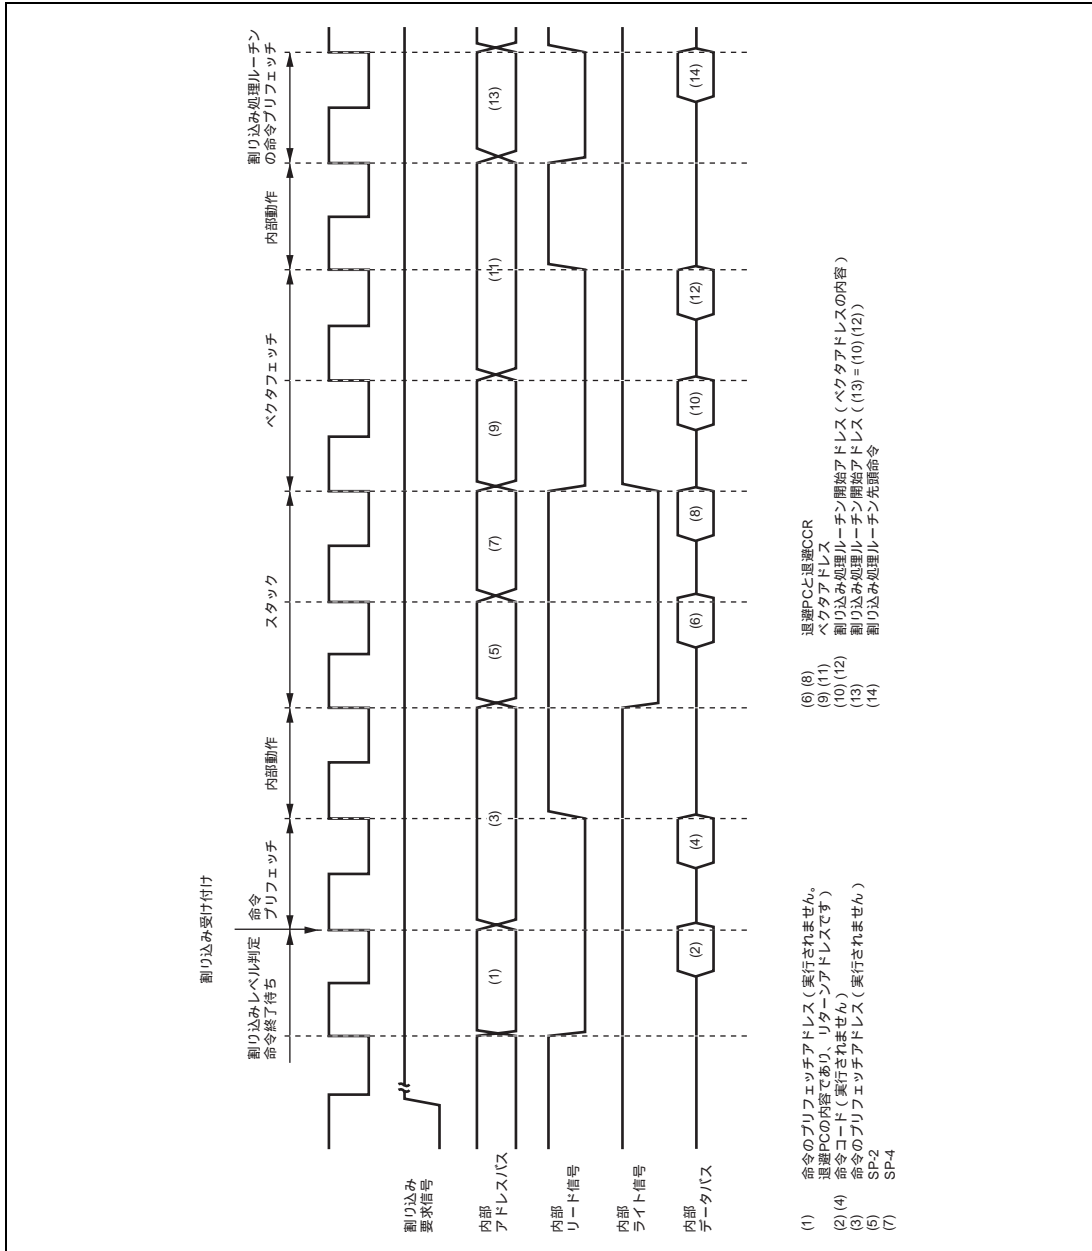 割り込み受け付け
割り込みレベル判定
命令終了待ち
命令
プリフェッチ
内部動作
スタック
ベクタフェッチ
内部動作
割り込み処理ルーチン
の命令プリフェッチ
割り込み
要求信号
内部
アドレスバス
(1)
(3)
(5)
(7)
(9)
(11)
(13)
内部
リード信号
内部
ライト信号
内部
データバス
(2)
(4)
(6)
(8)
(10)
(12)
(14)
(1) 命令のプリフェッチアドレス（実行されません。
退避PCの内容であり、リターンアドレスです）
(2) (4) 命令コード（実行されません）
(3) 命令のプリフェッチアドレス（実行されません）
(5) SP-2
(7) SP-4
(6) (8) 退避PCと退避CCR
(9) (11) ベクタアドレス
(10) (12) 割り込み処理ルーチン開始アドレス（ベクタアドレスの内容）
(13) 割り込み処理ルーチン開始アドレス（(13) = (10) (12)）
(14) 割り込み処理ルーチン先頭命令